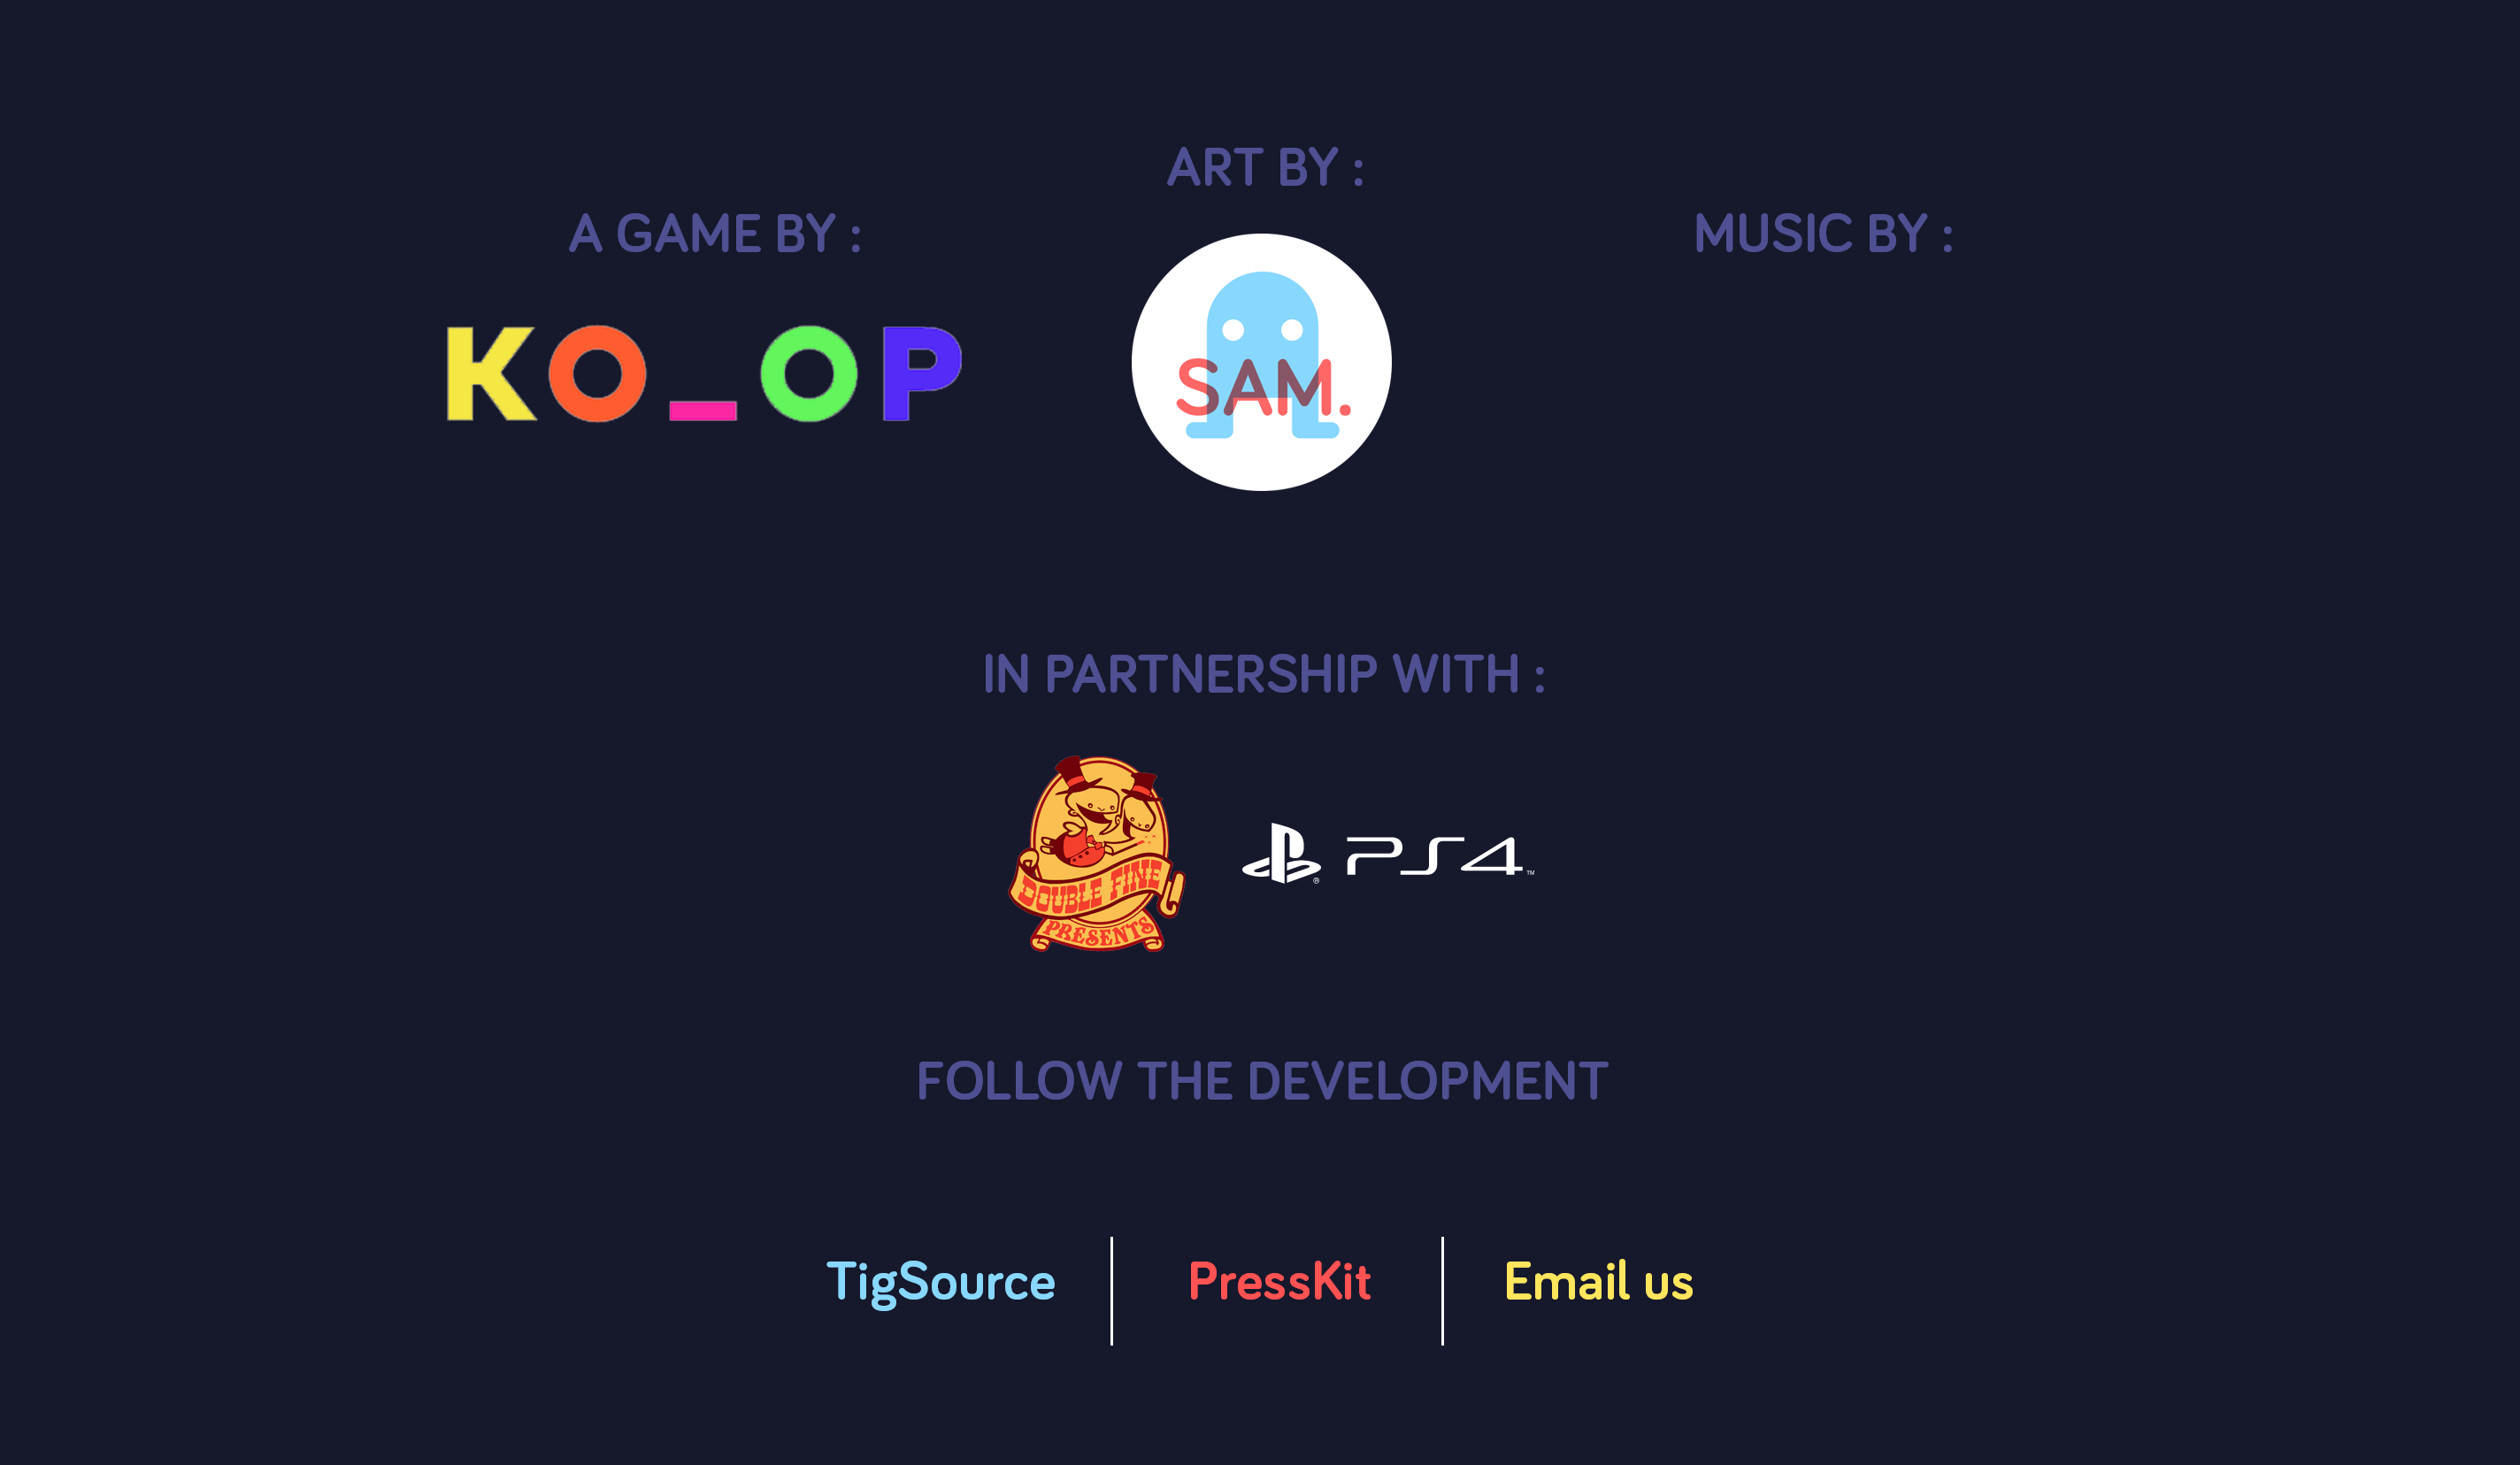 ART BY :
A GAME BY :
MUSIC BY :
KO_OP
SAM.
IN PARTNERSHIP WITH :
DOUBLE FINE
PRESENTS
® PS4 ™
FOLLOW THE DEVELOPMENT
TigSource
PressKit
Email us